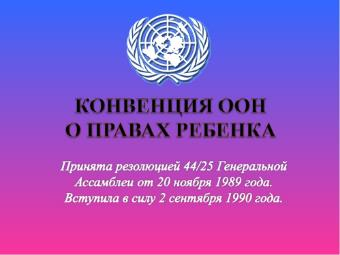 КОНВЕНЦИЯ ООН
О ПРАВАХ РЕБЕНКА
Принята резолюцией 44/25 Генеральной
Ассамблеи от 20 ноября 1989 года.
Вступила в силу 2 сентября 1990 года.